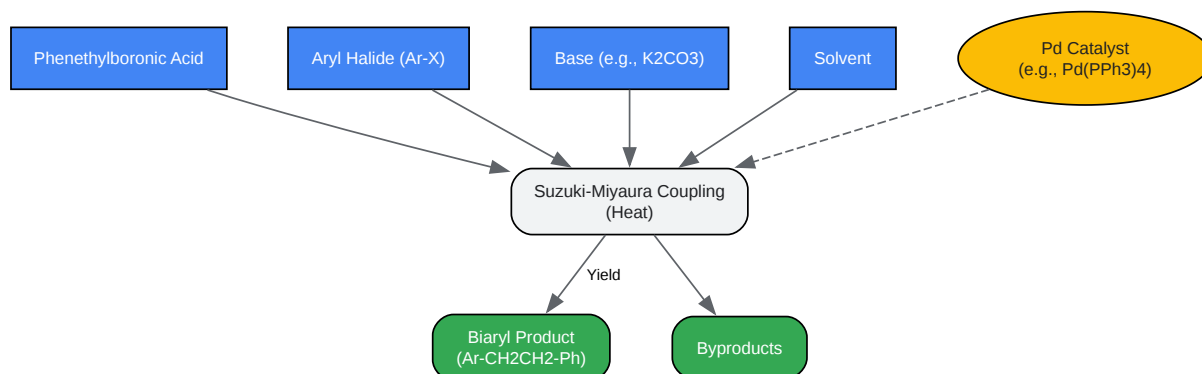 Phenethylboronic Acid
Aryl Halide (Ar-X)
Base (e.g., K2CO3)
Solvent
Pd Catalyst
(e.g., Pd(PPh3)4)
Suzuki-Miyaura Coupling
(Heat)
Yield
Biaryl Product
(Ar-CH2CH2-Ph)
Byproducts